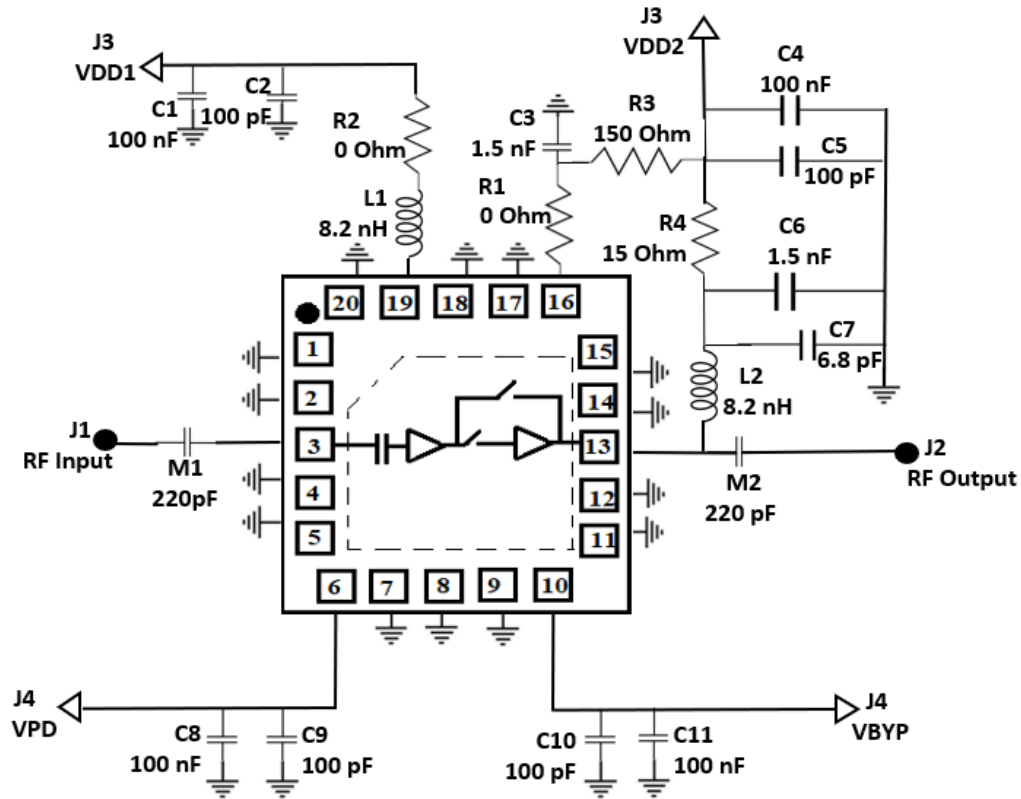 J3
VDD1
C1
100 nF
C2
100 pF
R2
0 Ohm
L1
8.2 nH
C3
1.5 nF
R1
0 Ohm
R3
150 Ohm
J3
VDD2
C4
100 nF
C5
100 pF
R4
15 Ohm
C6
1.5 nF
C7
6.8 pF
L2
8.2 nH
20
19
18
17
16
1
2
3
4
5
15
14
13
12
11
6
7
8
9
10
J1
RF Input
M1
220pF
M2
220 pF
J2
RF Output
J4
VPD
C8
100 nF
C9
100 pF
C10
100 pF
C11
100 nF
J4
VBYP